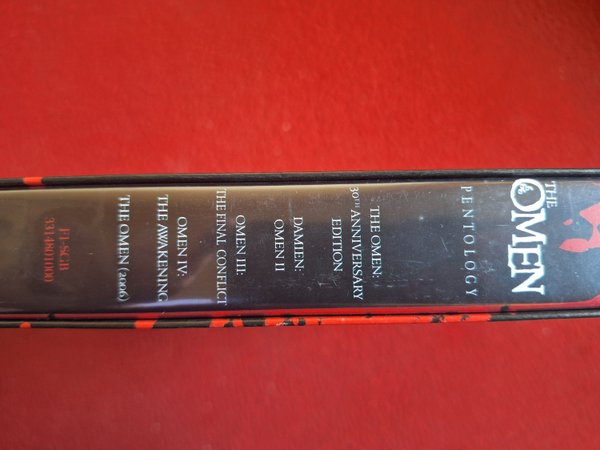 THE
OMEN
PENTOLOGY
THE OMEN:
30TH ANNIVERSARY
EDITION
DAMIEN:
OMEN II
OMEN III:
THE FINAL CONFLICT
OMEN IV:
THE AWAKENING
THE OMEN (2006)
F1-SGB
3314801000